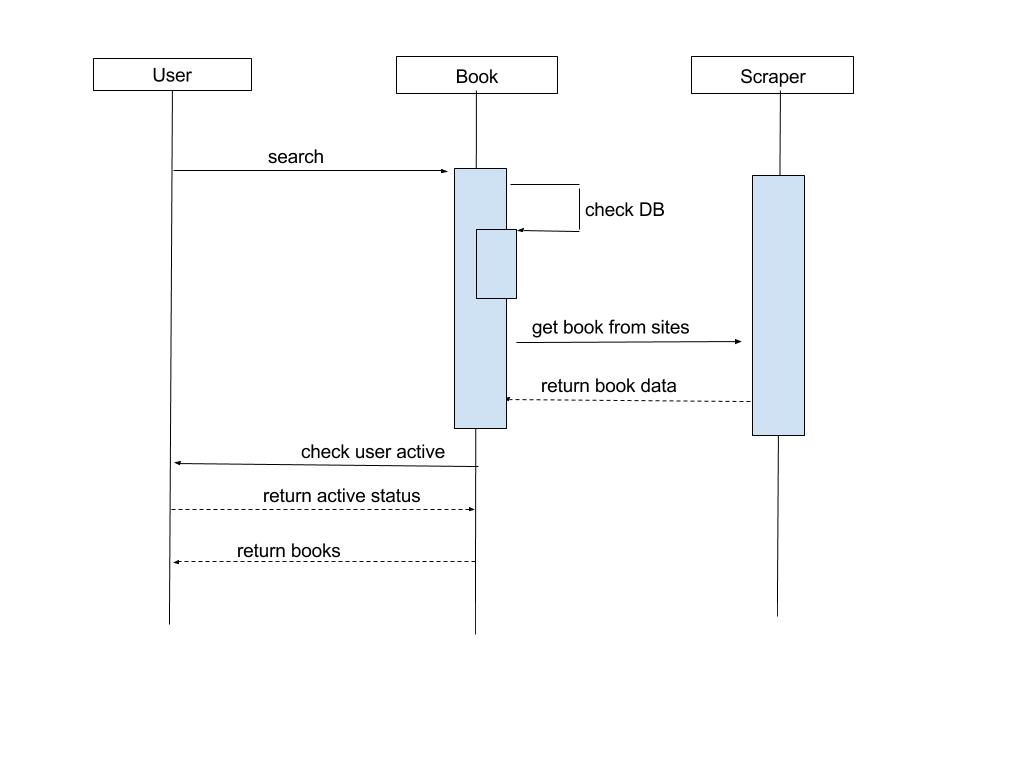 User
Book
Scraper
search
check DB
get book from sites
return book data
check user active
return active status
return books